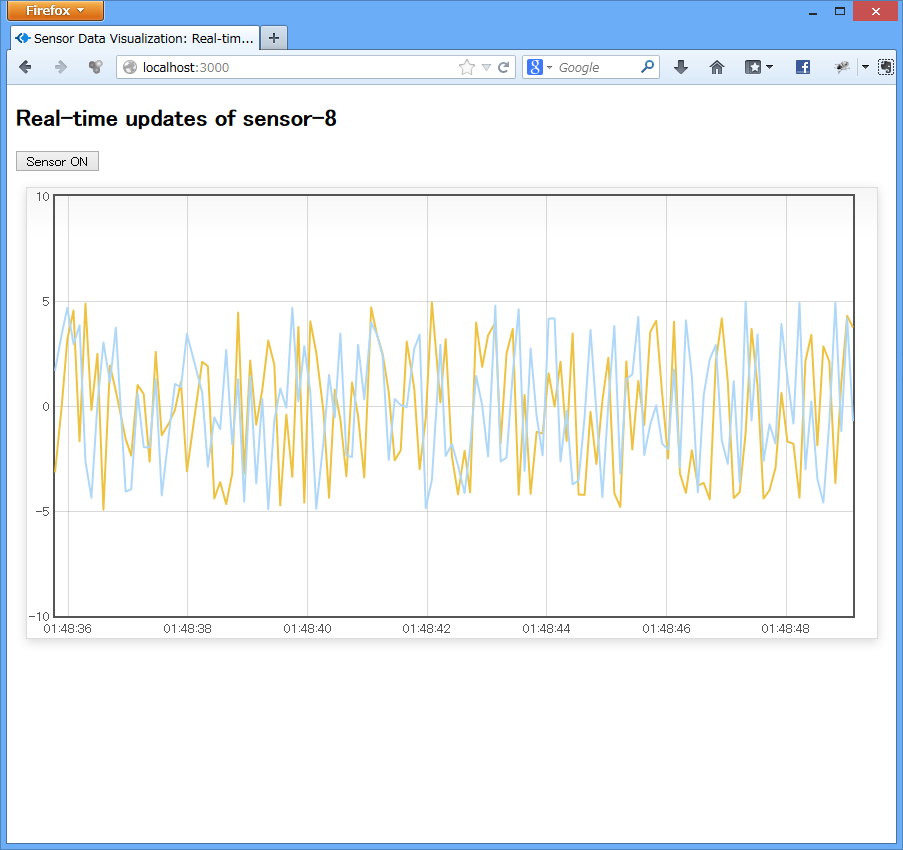 Firefox
Sensor Data Visualization: Real-tim...
localhost:3000
Google
Real-time updates of sensor-8
Sensor ON
10
5
0
-5
-10
01:48:36 01:48:38 01:48:40 01:48:42 01:48:44 01:48:46 01:48:48